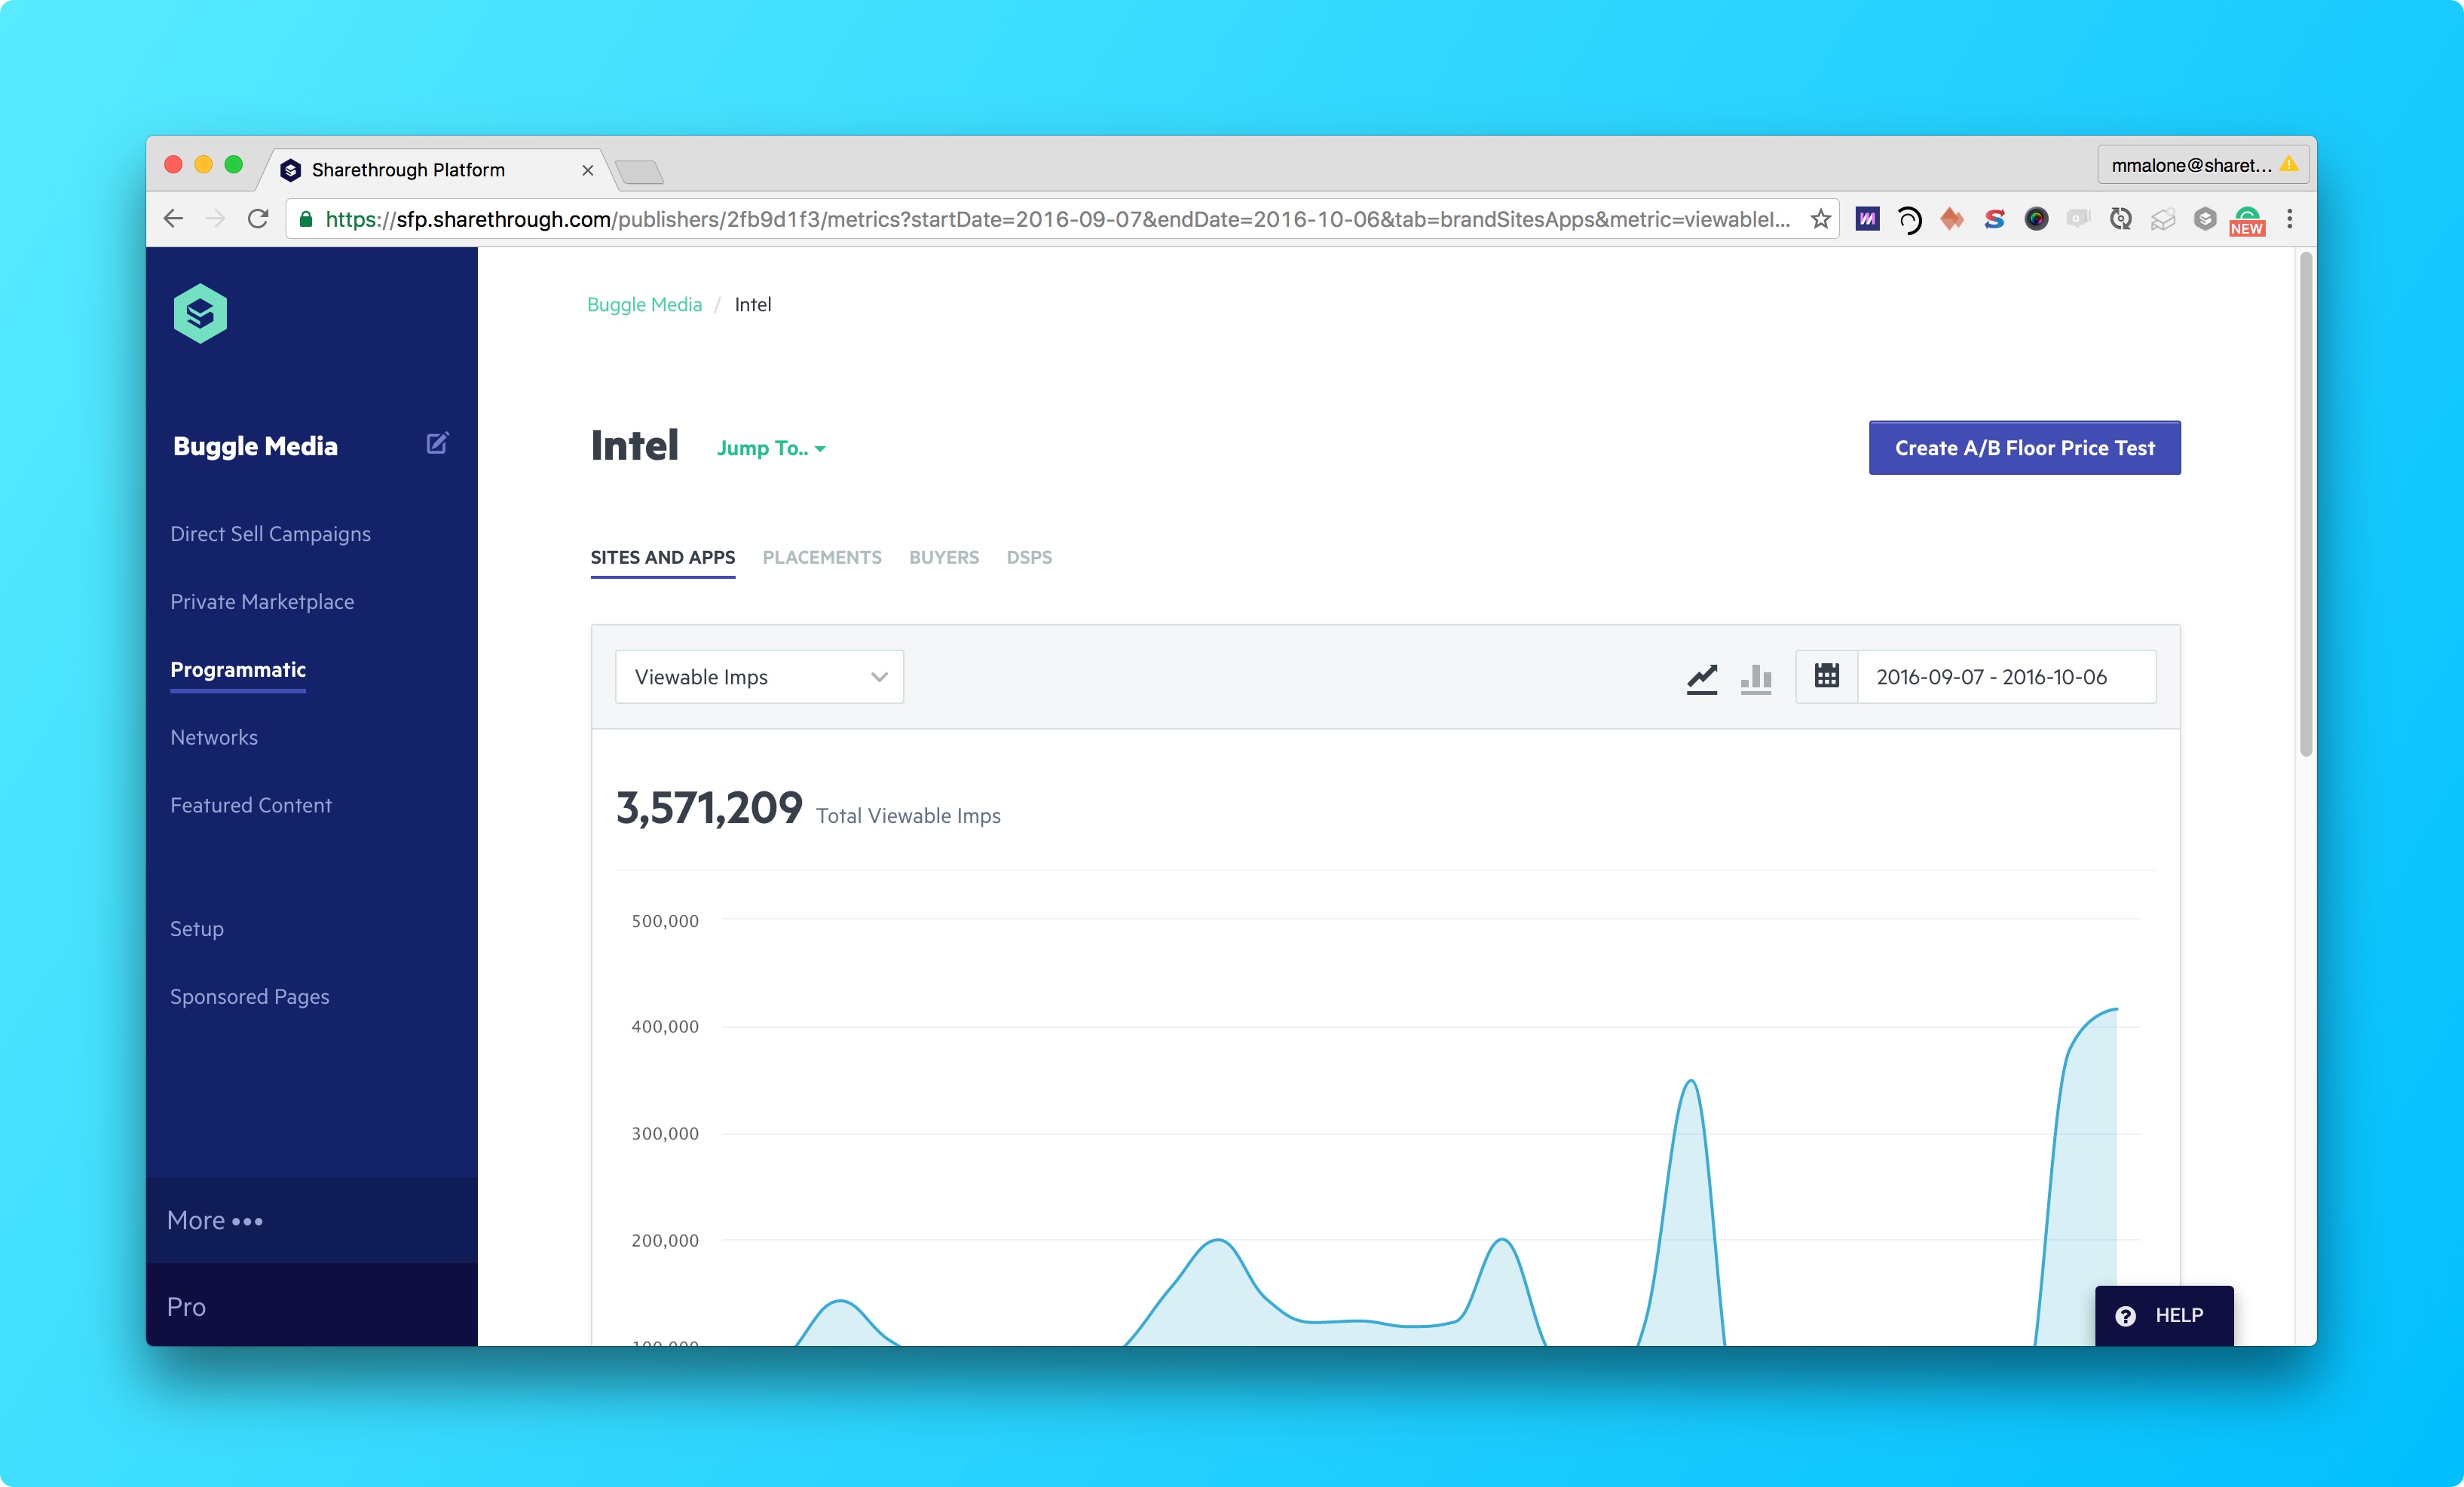 Sharethrough Platform
mmalone@sharet...
https://sfp.sharethrough.com/publishers/2fb9d1f3/metrics?startDate=2016-09-07&endDate=2016-10-06&tab=brandSitesApps&metric=viewableI...
NEW
Buggle Media / Intel
Buggle Media
Intel
Jump To..
Create A/B Floor Price Test
Direct Sell Campaigns
Private Marketplace
Programmatic
Networks
Featured Content
Setup
Sponsored Pages
More •••
Pro
SITES AND APPS PLACEMENTS BUYERS DSPS
Viewable Imps
2016-09-07 - 2016-10-06
3,571,209 Total Viewable Imps
500,000
400,000
300,000
200,000
100,000
? HELP